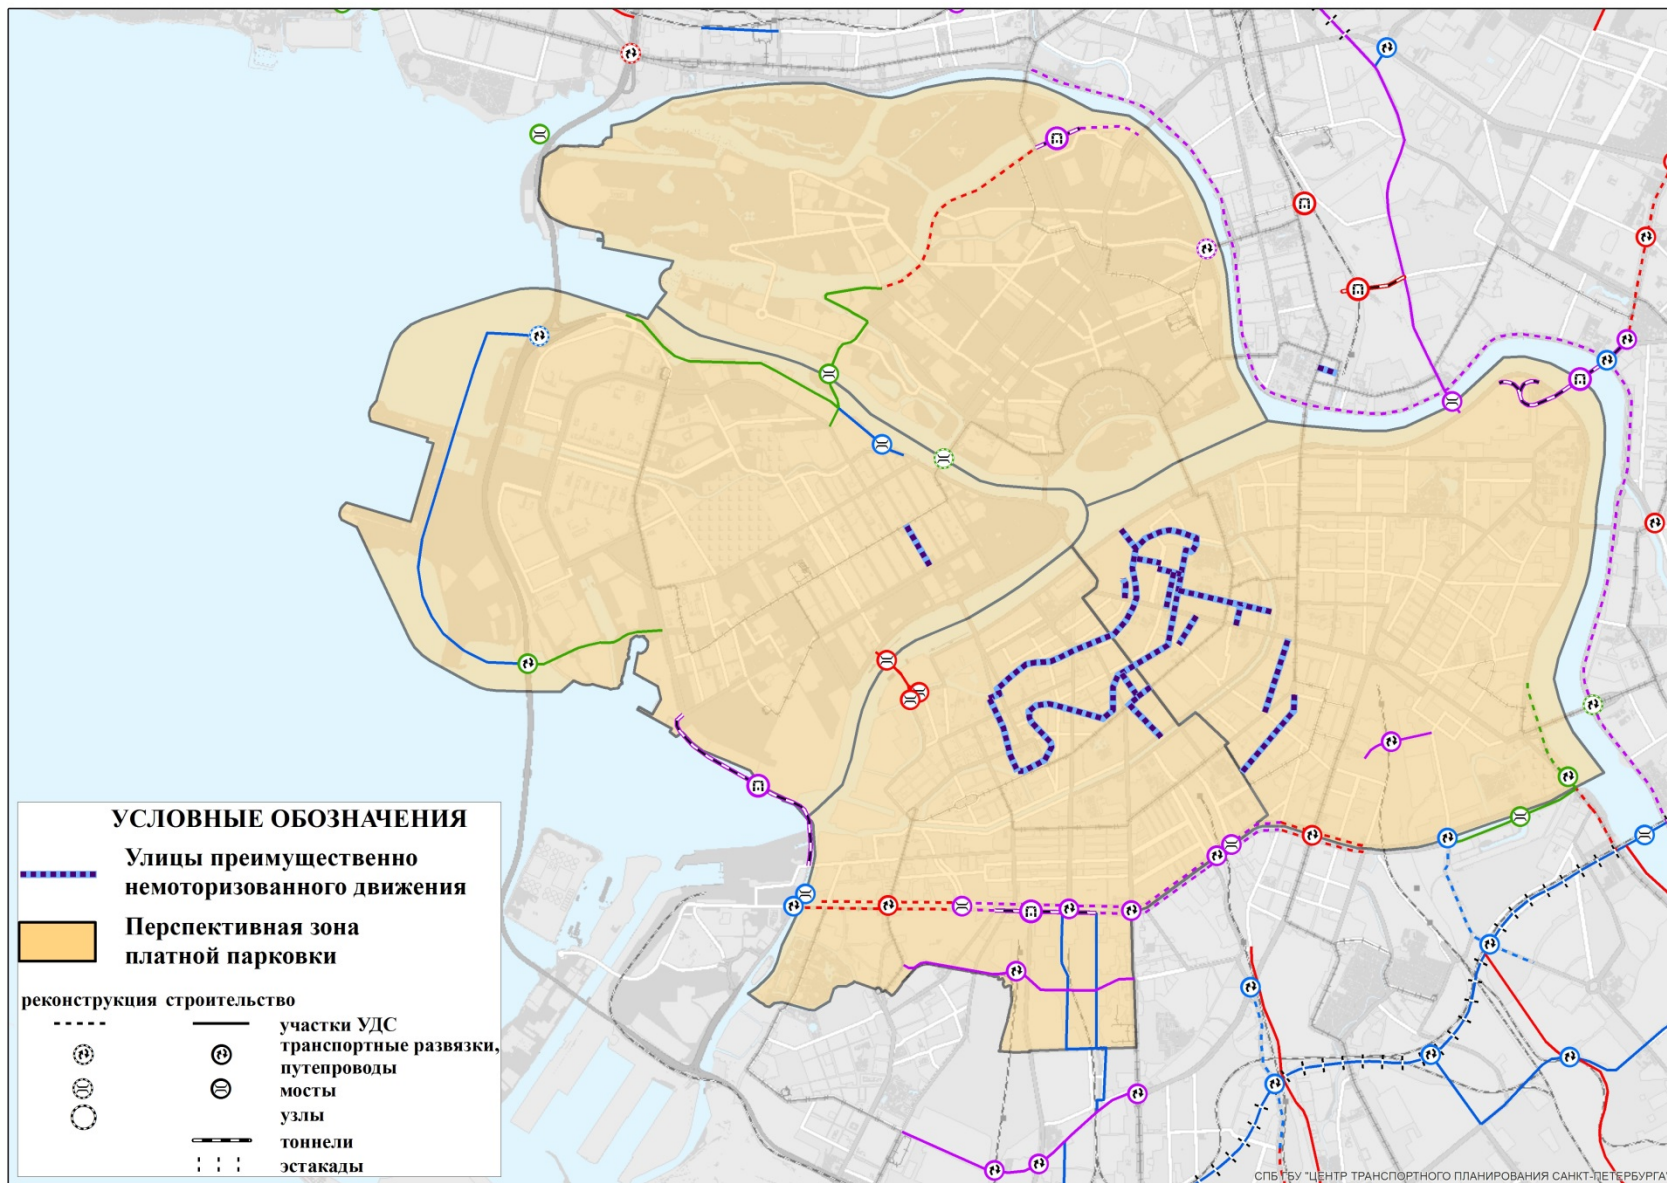 УСЛОВНЫЕ ОБОЗНАЧЕНИЯ
Улицы преимущественно
немоторизованного движения
Перспективная зона
платной парковки
реконструкция строительство
участки УДС
транспортные развязки,
путепроводы
мосты
узлы
тоннели
эстакады
СПБ ГБУ "ЦЕНТР ТРАНСПОРТНОГО ПЛАНИРОВАНИЯ САНКТ-ПЕТЕРБУРГА"